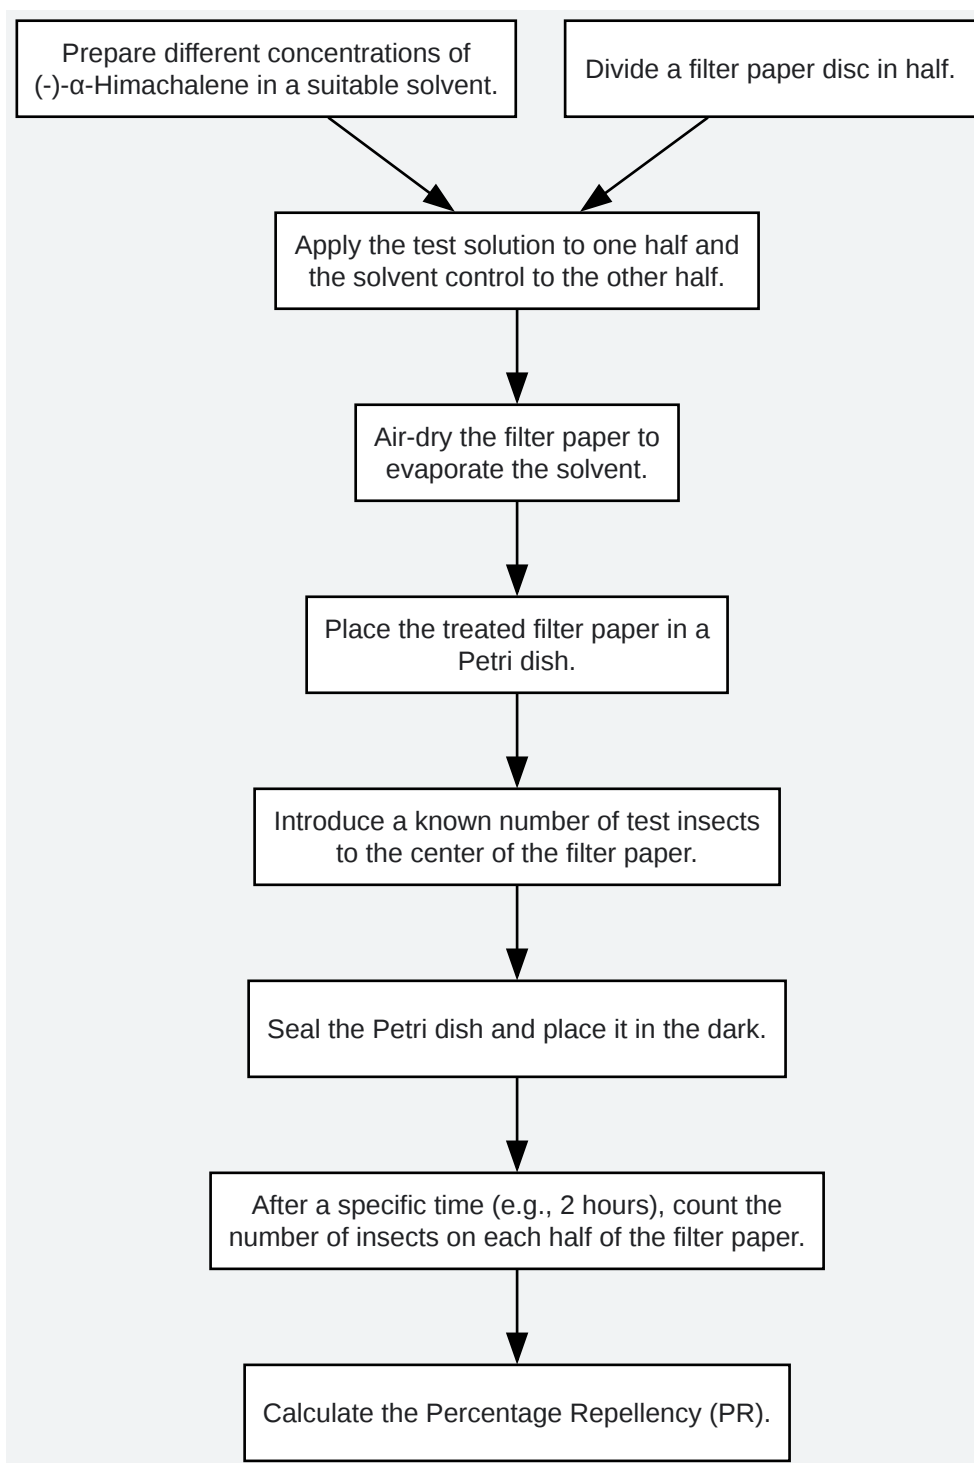 Prepare different concentrations of
(-)-α-Himachalene in a suitable solvent.
Divide a filter paper disc in half.
Apply the test solution to one half and
the solvent control to the other half.
Air-dry the filter paper to
evaporate the solvent.
Place the treated filter paper in a
Petri dish.
Introduce a known number of test insects
to the center of the filter paper.
Seal the Petri dish and place it in the dark.
After a specific time (e.g., 2 hours), count the
number of insects on each half of the filter paper.
Calculate the Percentage Repellency (PR).